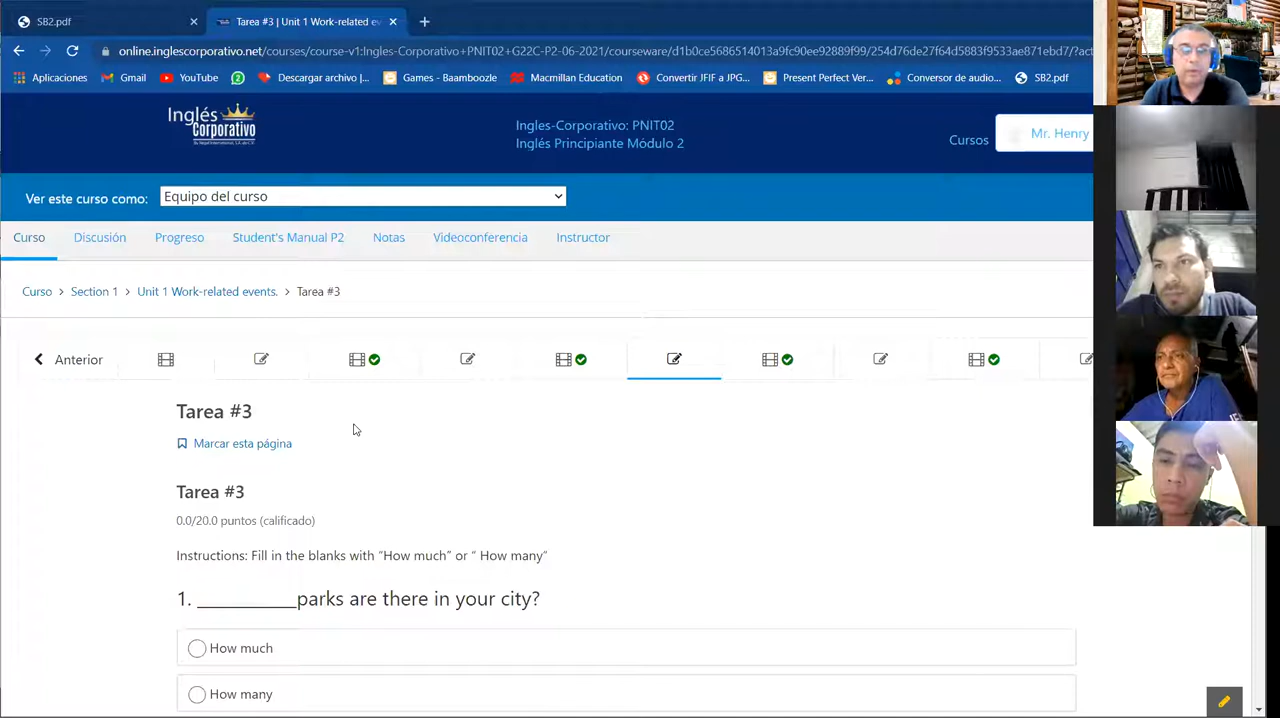 SB2.pdf
Tarea #3 | Unit 1 Work-related ev
online.inglescorporativo.net/courses/course-v1:Ingles-Corporativo+PNIT02+G22C-P2-06-2021/courseware/d1b0ce5686514013a9fc90ee92889f99/
Aplicaciones
Gmail
YouTube
Descargar archivo |...
Games - Baamboozle
Macmillan Education
Convertir JFIF a JPG...
Present Perfect Ver...
Conversor de audio...
SB2.pdf
Inglés
Corporativo
Ingles-Corporativo: PNIT02
Inglés Principiante Módulo 2
Cursos
Mr. Henry
Ver este curso como:
Equipo del curso
Curso
Discusión
Progreso
Student's Manual P2
Notas
Videoconferencia
Instructor
Curso > Section 1 > Unit 1 Work-related events. > Tarea #3
Anterior
Tarea #3
Marcar esta página
Tarea #3
0.0/20.0 puntos (calificado)
Instructions: Fill in the blanks with “How much” or “ How many”
1. ___________parks are there in your city?
How much
How many